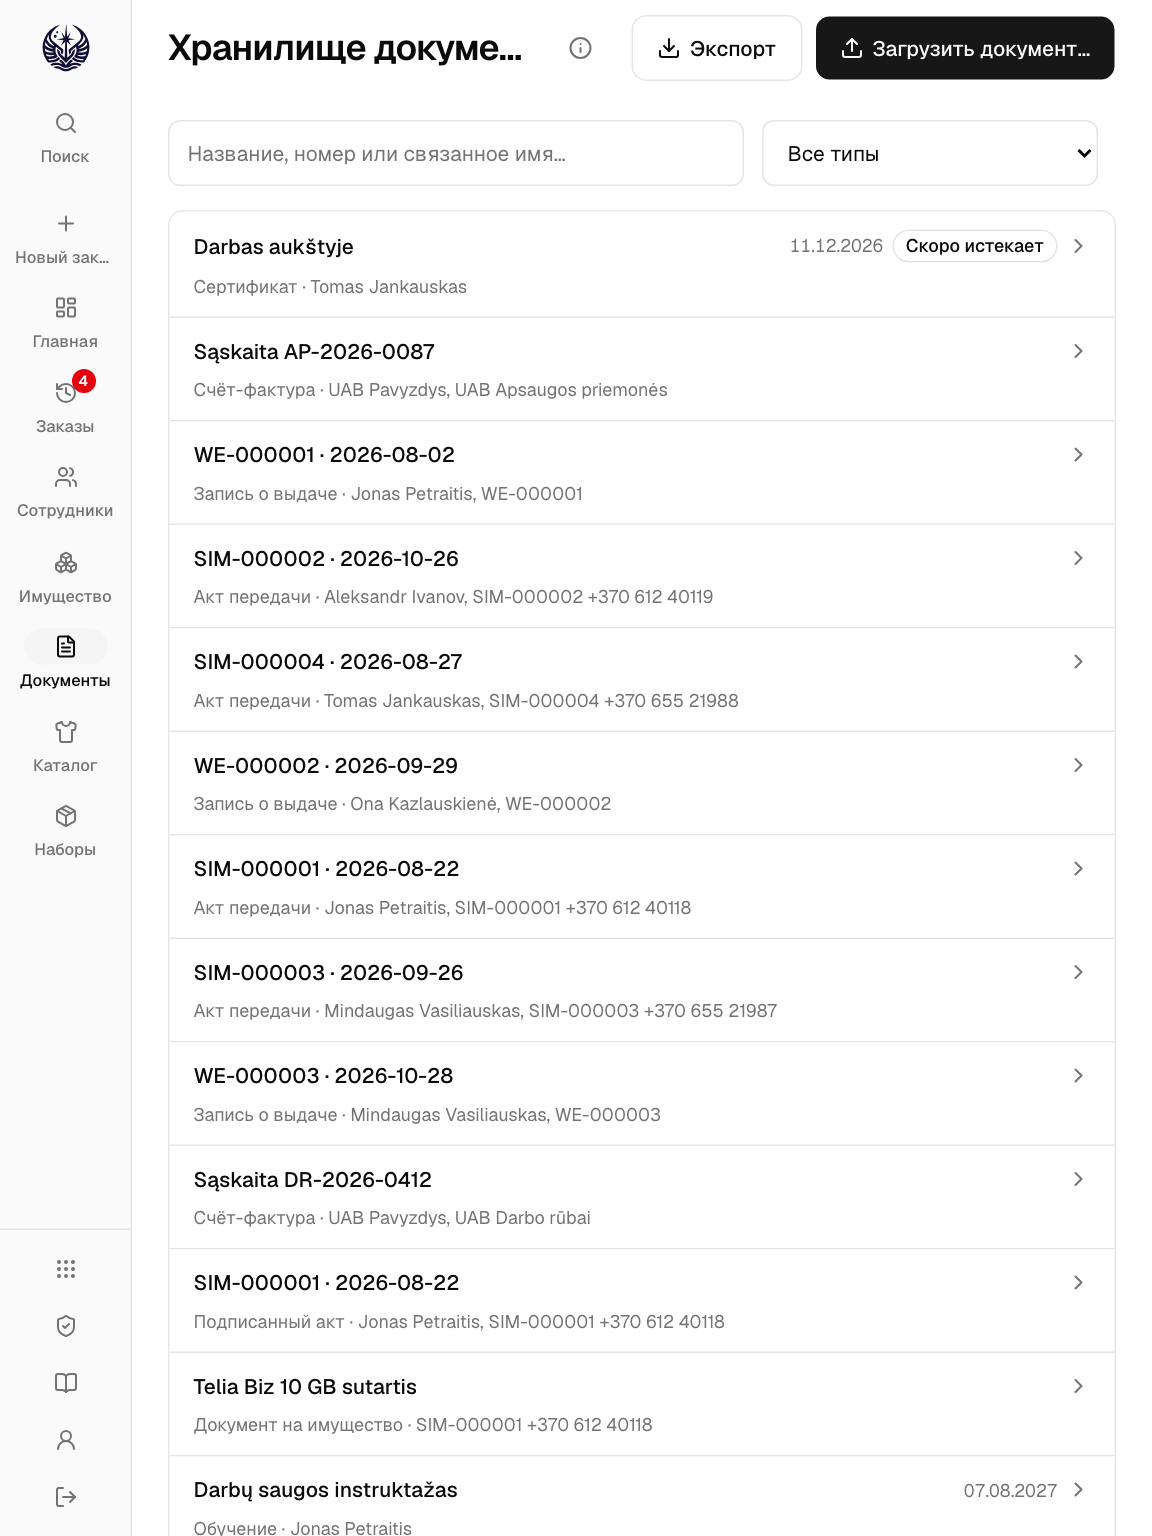 Хранилище докуме...
Экспорт
Загрузить документ...
Поиск
Новый зак...
Главная
4
Заказы
Сотрудники
Имущество
Документы
Каталог
Наборы
Название, номер или связанное имя...
Все типы
Darbas aukštyje
11.12.2026
Скоро истекает
Сертификат · Tomas Jankauskas
Sąskaita AP-2026-0087
Счёт-фактура · UAB Pavyzdys, UAB Apsaugos priemonės
WE-000001 · 2026-08-02
Запись о выдаче · Jonas Petraitis, WE-000001
SIM-000002 · 2026-10-26
Акт передачи · Aleksandr Ivanov, SIM-000002 +370 612 40119
SIM-000004 · 2026-08-27
Акт передачи · Tomas Jankauskas, SIM-000004 +370 655 21988
WE-000002 · 2026-09-29
Запись о выдаче · Ona Kazlauskienė, WE-000002
SIM-000001 · 2026-08-22
Акт передачи · Jonas Petraitis, SIM-000001 +370 612 40118
SIM-000003 · 2026-09-26
Акт передачи · Mindaugas Vasiliauskas, SIM-000003 +370 655 21987
WE-000003 · 2026-10-28
Запись о выдаче · Mindaugas Vasiliauskas, WE-000003
Sąskaita DR-2026-0412
Счёт-фактура · UAB Pavyzdys, UAB Darbo rūbai
SIM-000001 · 2026-08-22
Подписанный акт · Jonas Petraitis, SIM-000001 +370 612 40118
Telia Biz 10 GB sutartis
Документ на имущество · SIM-000001 +370 612 40118
Darbų saugos instruktažas
07.08.2027
Обучение · Jonas Petraitis